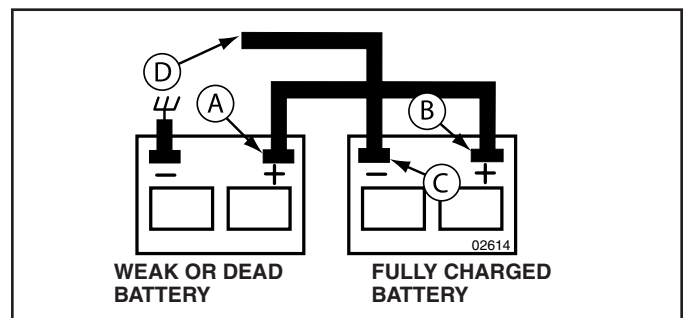 D
A
B
C
− + − +
02614
WEAK OR DEAD
BATTERY
FULLY CHARGED
BATTERY